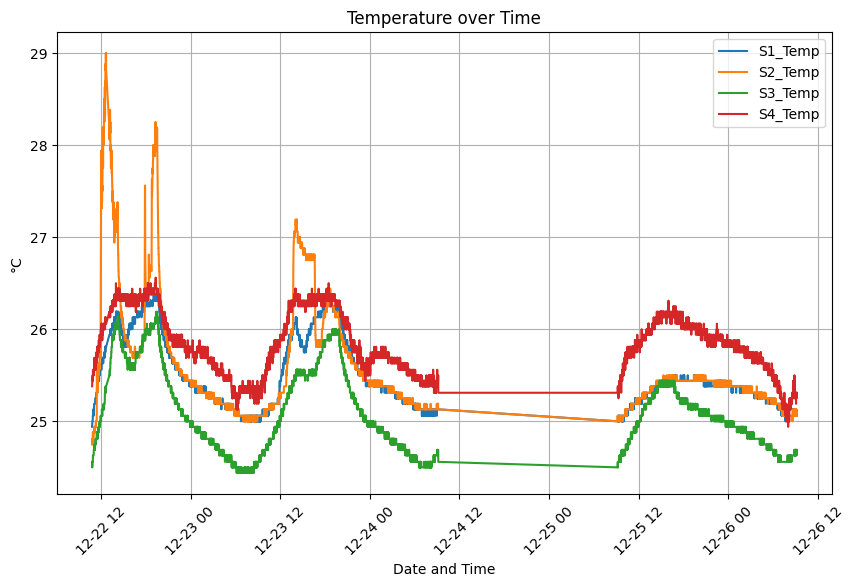 Temperature over Time
S1_Temp
S2_Temp
S3_Temp
S4_Temp
°C
29
28
27
26
25
12-22 12
12-23 00
12-23 12
12-24 00
12-24 12
12-25 00
12-25 12
12-26 00
12-26 12
Date and Time